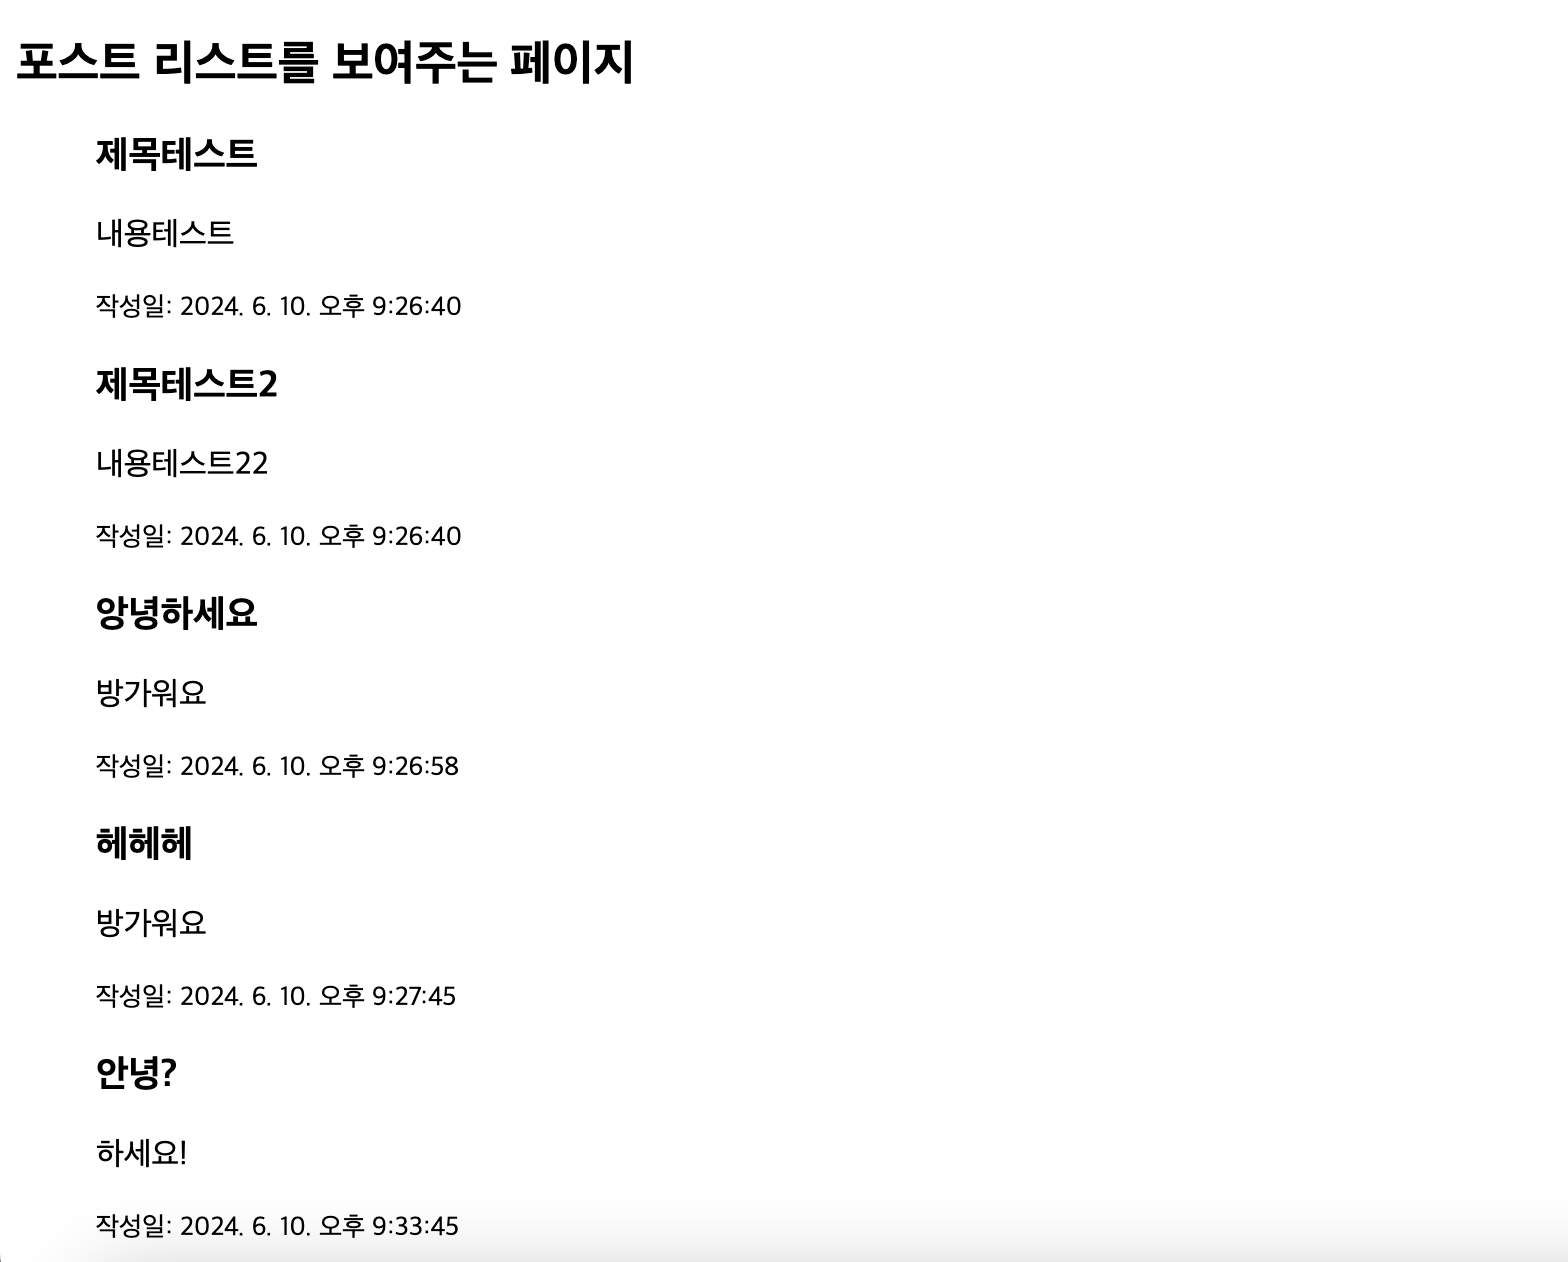 포스트 리스트를 보여주는 페이지
제목테스트
내용테스트
작성일: 2024. 6. 10. 오후 9:26:40
제목테스트2
내용테스트22
작성일: 2024. 6. 10. 오후 9:26:40
앙녕하세요
방가워요
작성일: 2024. 6. 10. 오후 9:26:58
헤헤헤
방가워요
작성일: 2024. 6. 10. 오후 9:27:45
안녕?
하세요!
작성일: 2024. 6. 10. 오후 9:33:45